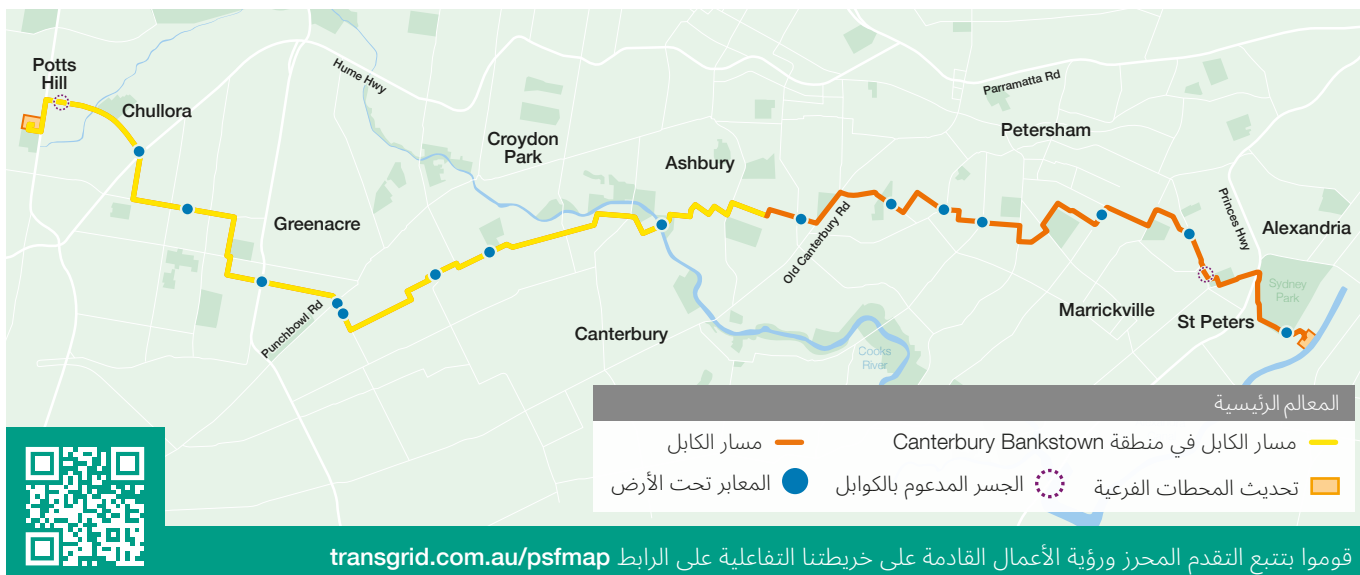 Potts
Hill
Chullora
Hume Hwy
Croydon
Park
Greenacre
Punchbowl Rd
Ashbury
Canterbury
Old Canterbury Rd
Cooks
River
Parramatta Rd
Petersham
Princes Hwy
Alexandria
Sydney
Park
Marrickville
St Peters
المعالم الرئيسية
مسار الكابل في منطقة Canterbury Bankstown
مسار الكابل
تحديث المحطات الفرعية
الجسر المدعوم بالكوابل
المعابر تحت الأرض
قوموا بتتبع التقدم المحرز ورؤية الأعمال القادمة على خريطتنا التفاعلية على الرابط transgrid.com.au/psfmap